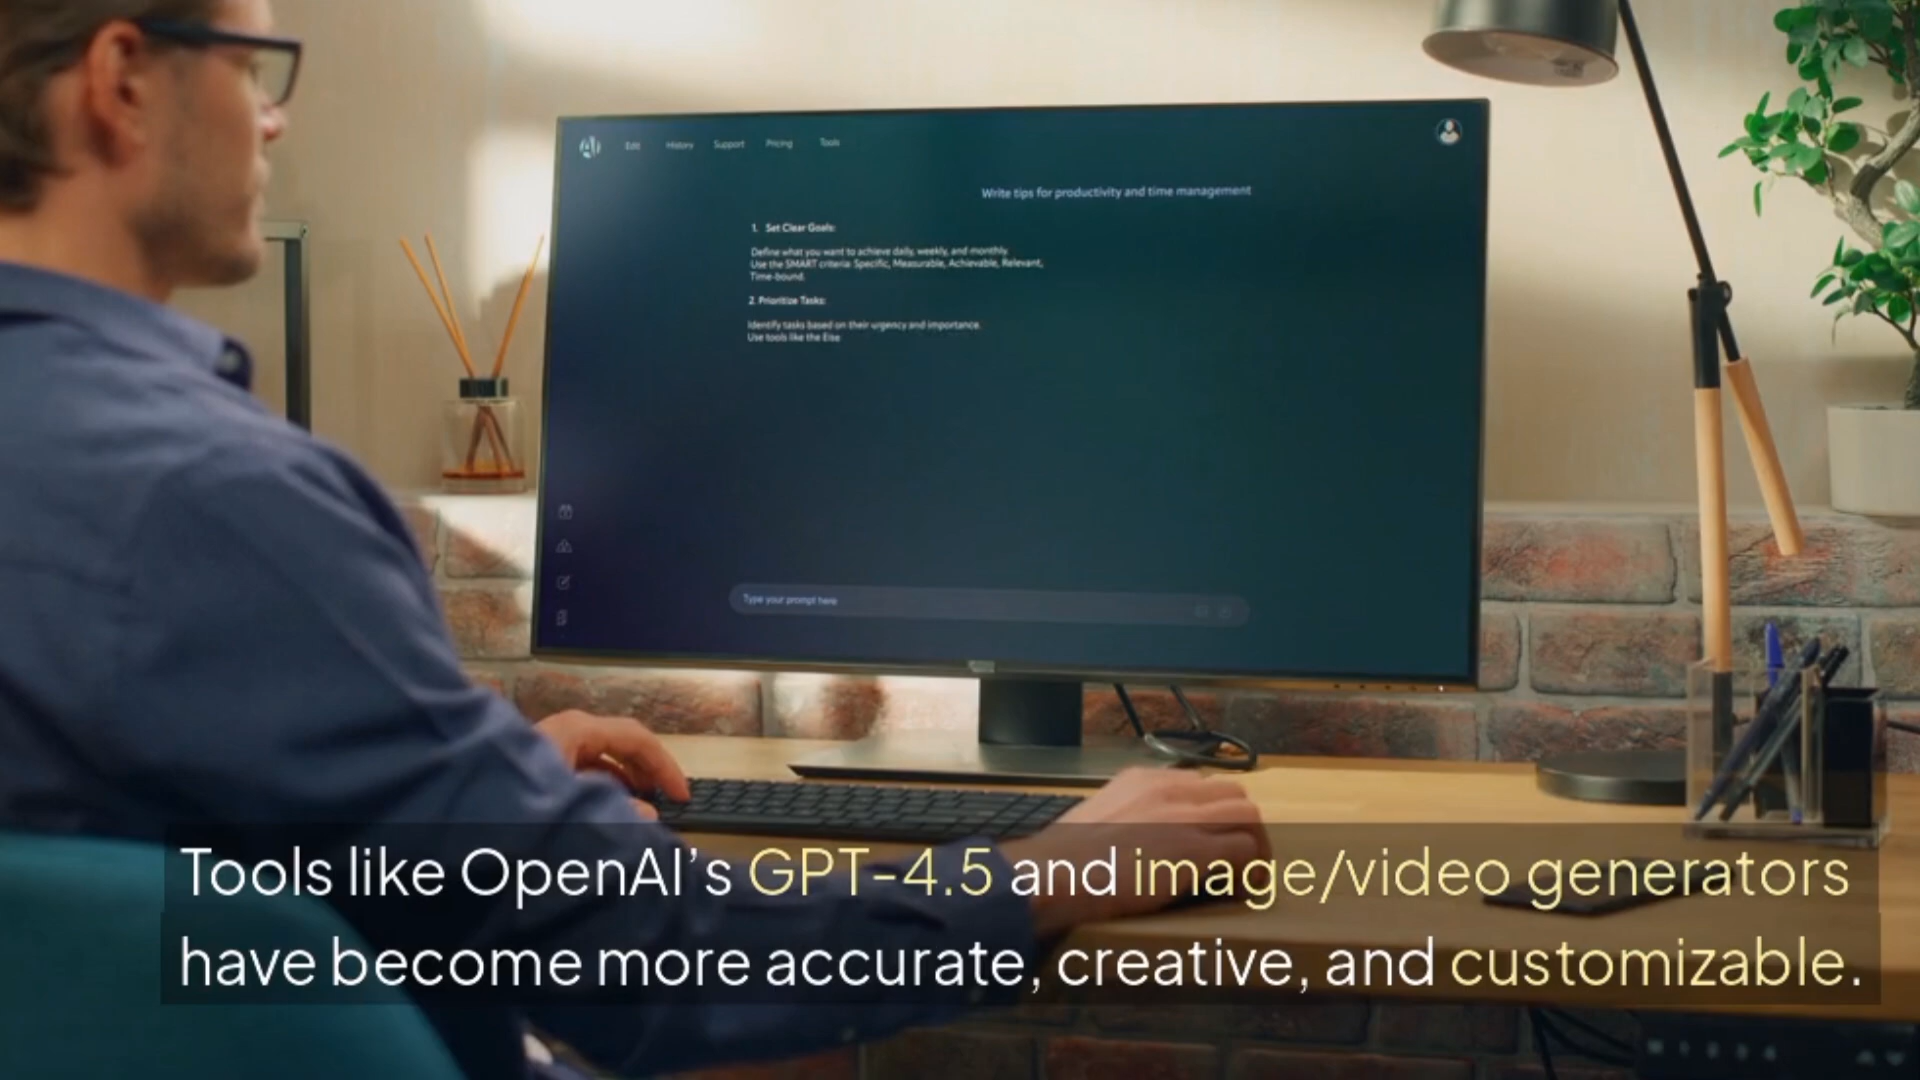 AI Edit History Support Pricing Tools
Write tips for productivity and time management
1. Set Clear Goals:
Define what you want to achieve daily, weekly, and monthly.
Use the SMART criteria: Specific, Measurable, Achievable, Relevant,
Time-bound.
2. Prioritize Tasks:
Identify tasks based on their urgency and importance.
Use tools like the Eise
Type your prompt here
Tools like OpenAI’s GPT-4.5 and image/video generators
have become more accurate, creative, and customizable.